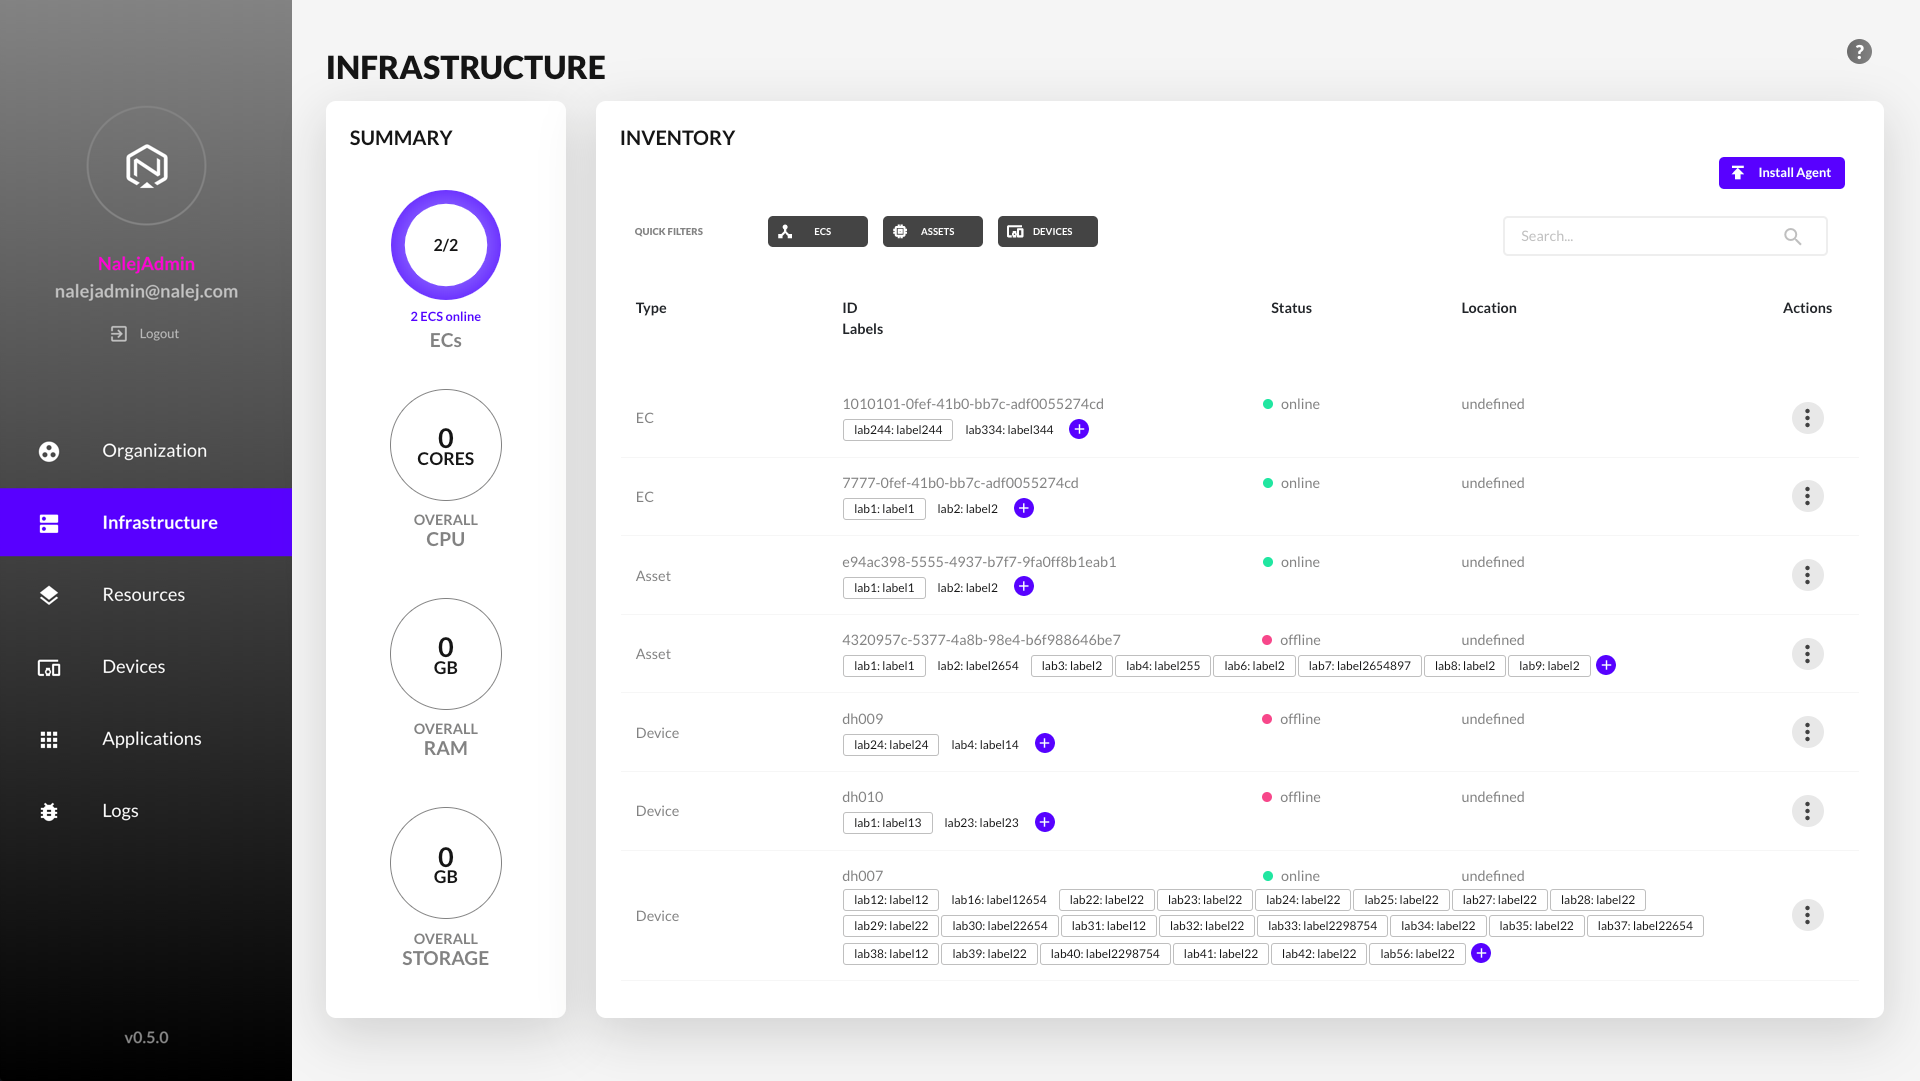 INFRASTRUCTURE
?
NalejAdmin
nalejadmin@nalej.com
Logout
Organization
Infrastructure
Resources
Devices
Applications
Logs
v0.5.0
SUMMARY
2/2
2 ECS online
ECs
0
CORES
OVERALL
CPU
0
GB
OVERALL
RAM
0
GB
OVERALL
STORAGE
INVENTORY
Install Agent
QUICK FILTERS ECS ASSETS DEVICES Search...
Type ID Status Location Actions
Labels
EC 1010101-0fef-41b0-bb7c-adf0055274cd online undefined
lab244: label244 lab334: label344
EC 7777-0fef-41b0-bb7c-adf0055274cd online undefined
lab1: label1 lab2: label2
Asset e94ac398-5555-4937-b7f7-9fa0ff8b1eab1 online undefined
lab1: label1 lab2: label2
Asset 4320957c-5377-4a8b-98e4-b6f988646be7 offline undefined
lab1: label1 lab2: label2654 lab3: label2 lab4: label255 lab6: label2 lab7: label2654897 lab8: label2 lab9: label2
Device dh009 offline undefined
lab24: label24 lab4: label14
Device dh010 offline undefined
lab1: label13 lab23: label23
Device dh007 online undefined
lab12: label12 lab16: label12654 lab22: label22 lab23: label22 lab24: label22 lab25: label22 lab27: label22 lab28: label22
lab29: label22 lab30: label22654 lab31: label12 lab32: label22 lab33: label2298754 lab34: label22 lab35: label22 lab37: label22654
lab38: label12 lab39: label22 lab40: label2298754 lab41: label22 lab42: label22 lab56: label22